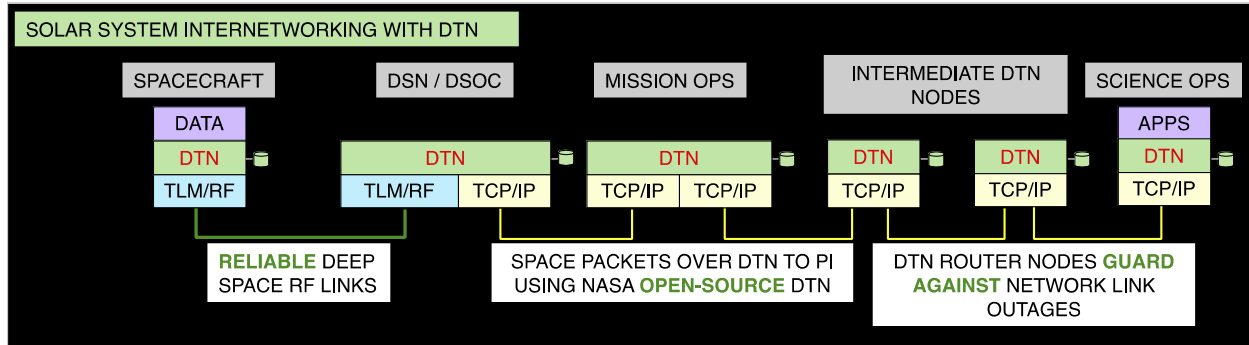 SOLAR SYSTEM INTERNETWORKING WITH DTN
SPACECRAFT
DSN / DSOC
MISSION OPS
INTERMEDIATE DTN
NODES
SCIENCE OPS
DATA
APPS
DTN
DTN
DTN
DTN
DTN
DTN
TLM/RF
TLM/RF
TCP/IP
TCP/IP
TCP/IP
TCP/IP
TCP/IP
TCP/IP
RELIABLE DEEP
SPACE RF LINKS
SPACE PACKETS OVER DTN TO PI
USING NASA OPEN-SOURCE DTN
DTN ROUTER NODES GUARD
AGAINST NETWORK LINK
OUTAGES